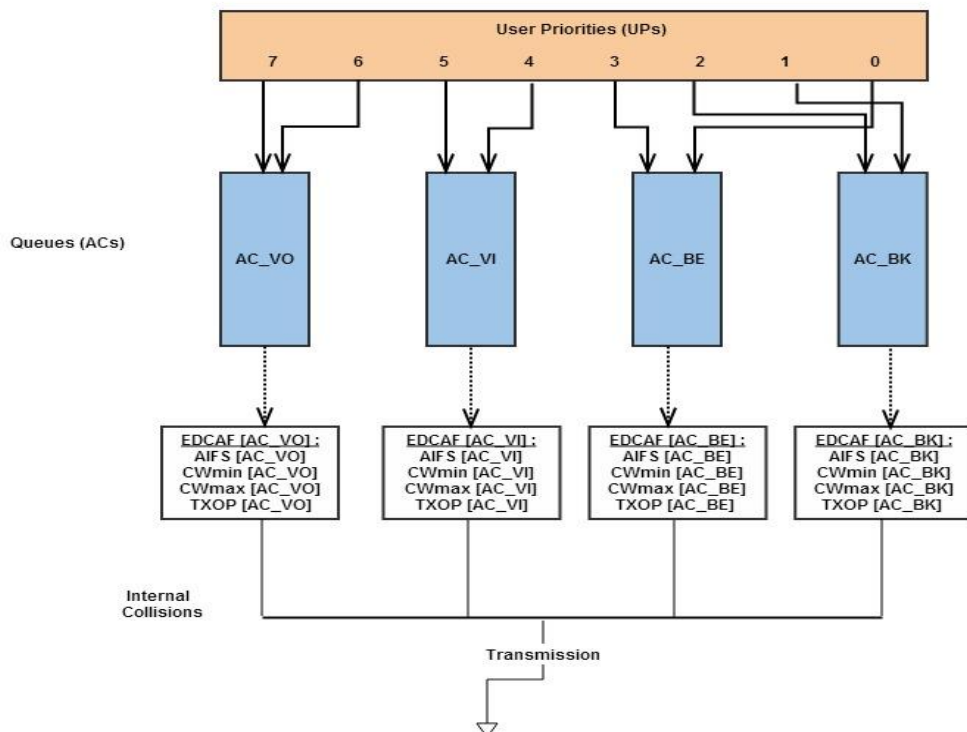 User Priorities (UPs)
7 6 5 4 3 2 1 0
Queues (ACs)
AC_VO
AC_VI
AC_BE
AC_BK
EDCAF [AC_VO] :
AIFS [AC_VO]
CWmin [AC_VO]
CWmax [AC_VO]
TXOP [AC_VO]
EDCAF [AC_VI] :
AIFS [AC_VI]
CWmin [AC_VI]
CWmax [AC_VI]
TXOP [AC_VI]
EDCAF [AC_BE] :
AIFS [AC_BE]
CWmin [AC_BE]
CWmax [AC_BE]
TXOP [AC_BE]
EDCAF [AC_BK] :
AIFS [AC_BK]
CWmin [AC_BK]
CWmax [AC_BK]
TXOP [AC_BK]
Internal
Collisions
Transmission